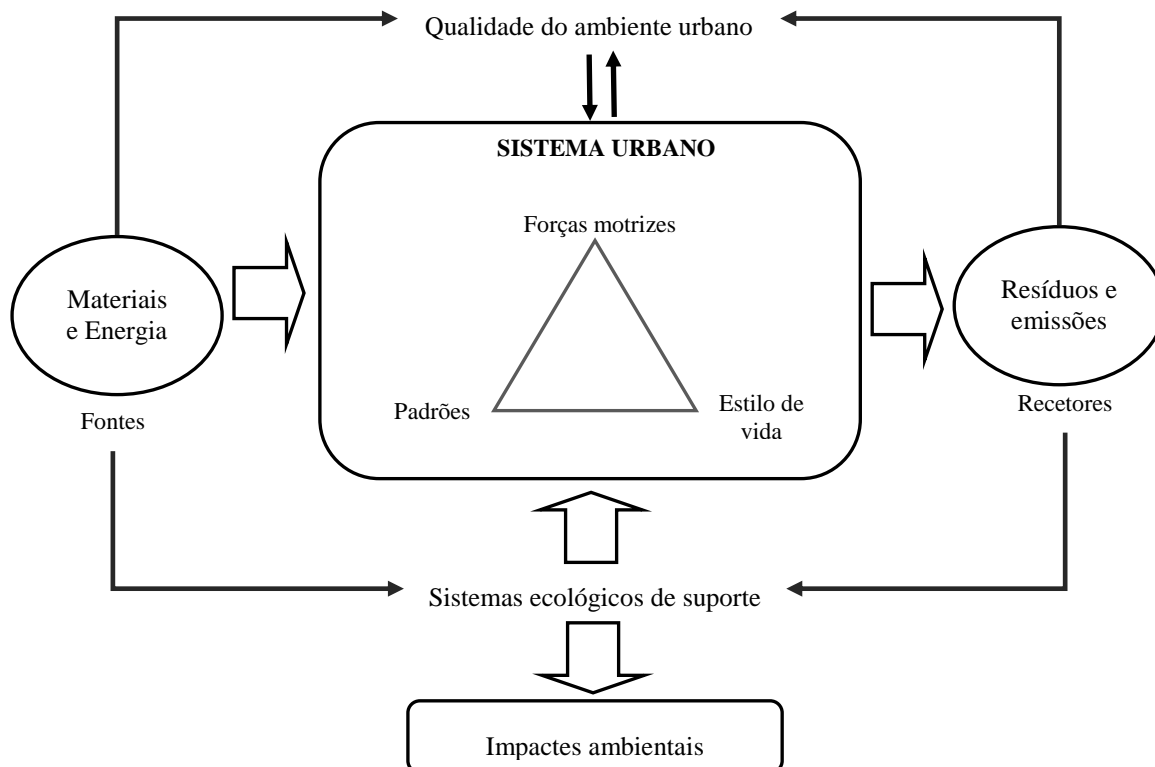 Qualidade do ambiente urbano
SISTEMA URBANO
Forças motrizes
Materiais
e Energia
Resíduos e
emissões
Padrões
Estilo de
vida
Fontes
Recetores
Sistemas ecológicos de suporte
Impactes ambientais